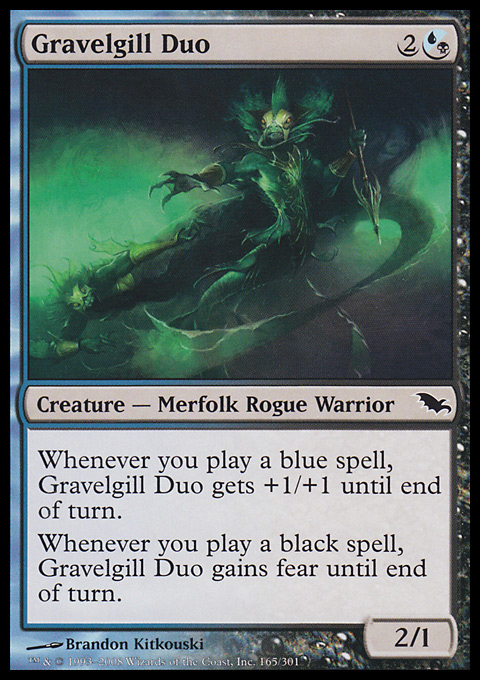 Gravelgill Duo 2
Creature — Merfolk Rogue Warrior
Whenever you play a blue spell,
Gravelgill Duo gets +1/+1 until end
of turn.
Whenever you play a black spell,
Gravelgill Duo gains fear until end
of turn.
Brandon Kitkouski
2/1
™ & © 1993–2008 Wizards of the Coast, Inc. 165/301